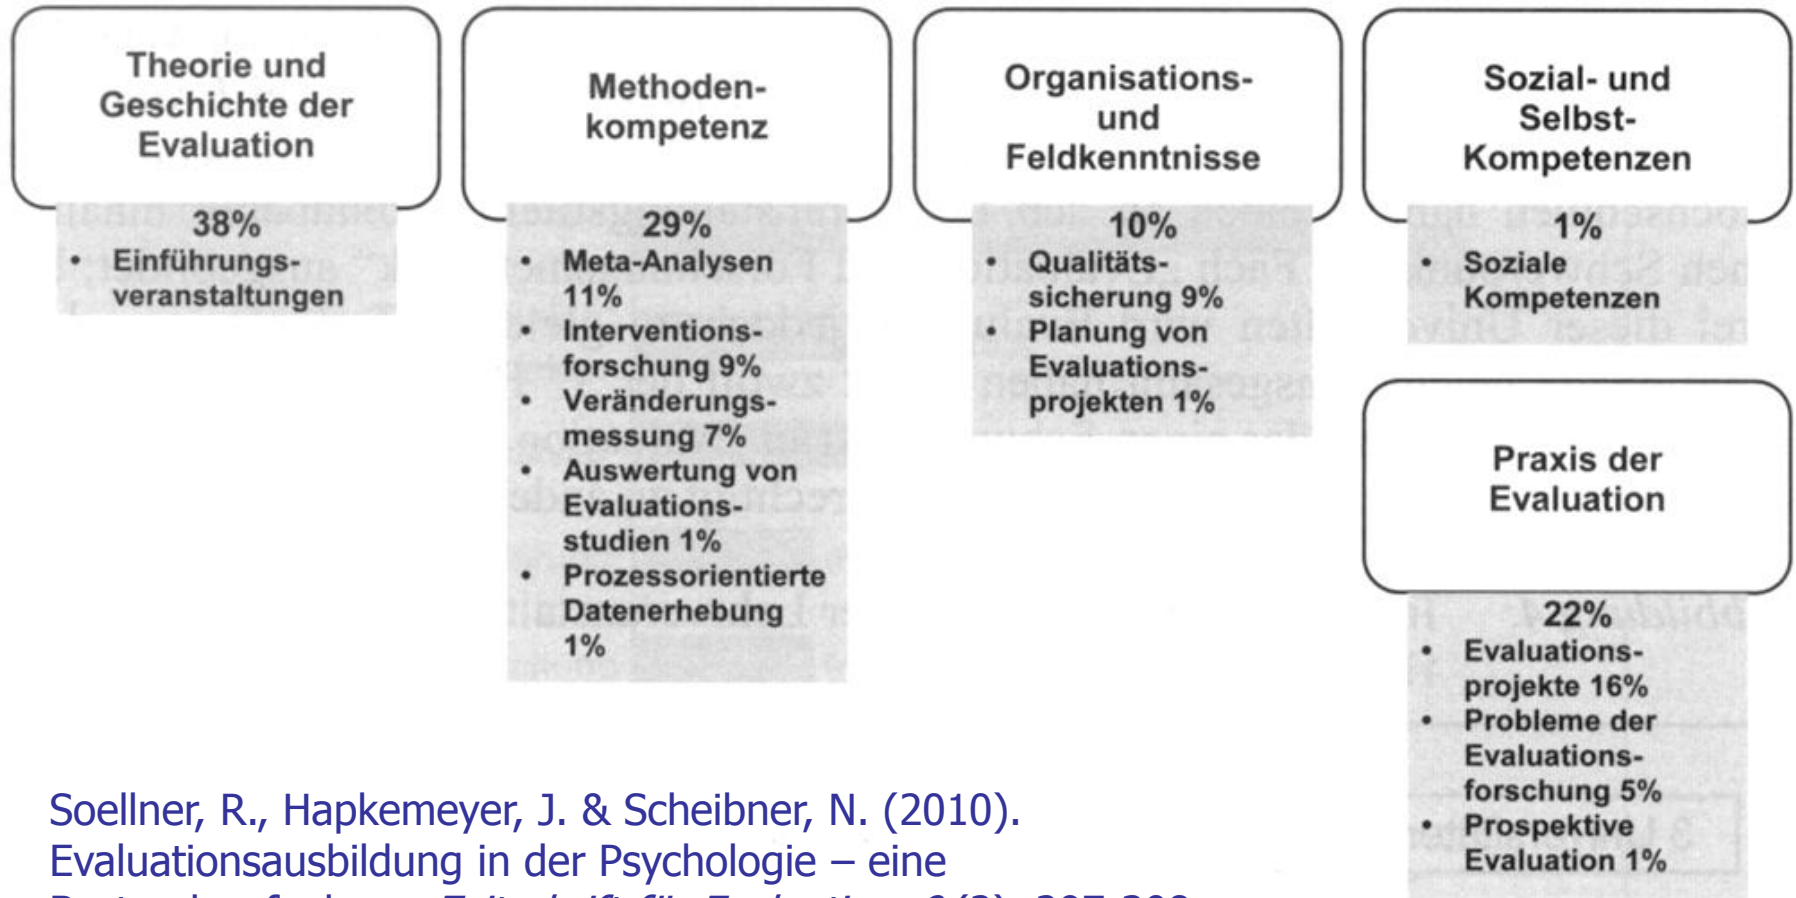 Theorie und
Geschichte der
Evaluation
38%
• Einführungs-
veranstaltungen
Methoden-
kompetenz
29%
• Meta-Analysen
11%
• Interventions-
forschung 9%
• Veränderungs-
messung 7%
• Auswertung von
Evaluations-
studien 1%
• Prozessorientierte
Datenerhebung
1%
Organisations-
und
Feldkenntnisse
10%
• Qualitäts-
sicherung 9%
• Planung von
Evaluations-
projekten 1%
Sozial- und
Selbst-
Kompetenzen
1%
• Soziale
Kompetenzen
Praxis der
Evaluation
22%
• Evaluations-
projekte 16%
• Probleme der
Evaluations-
forschung 5%
• Prospektive
Evaluation 1%
Soellner, R., Hapkemeyer, J. & Scheibner, N. (2010).
Evaluationsausbildung in der Psychologie – eine
Zeitschrift für Evaluation